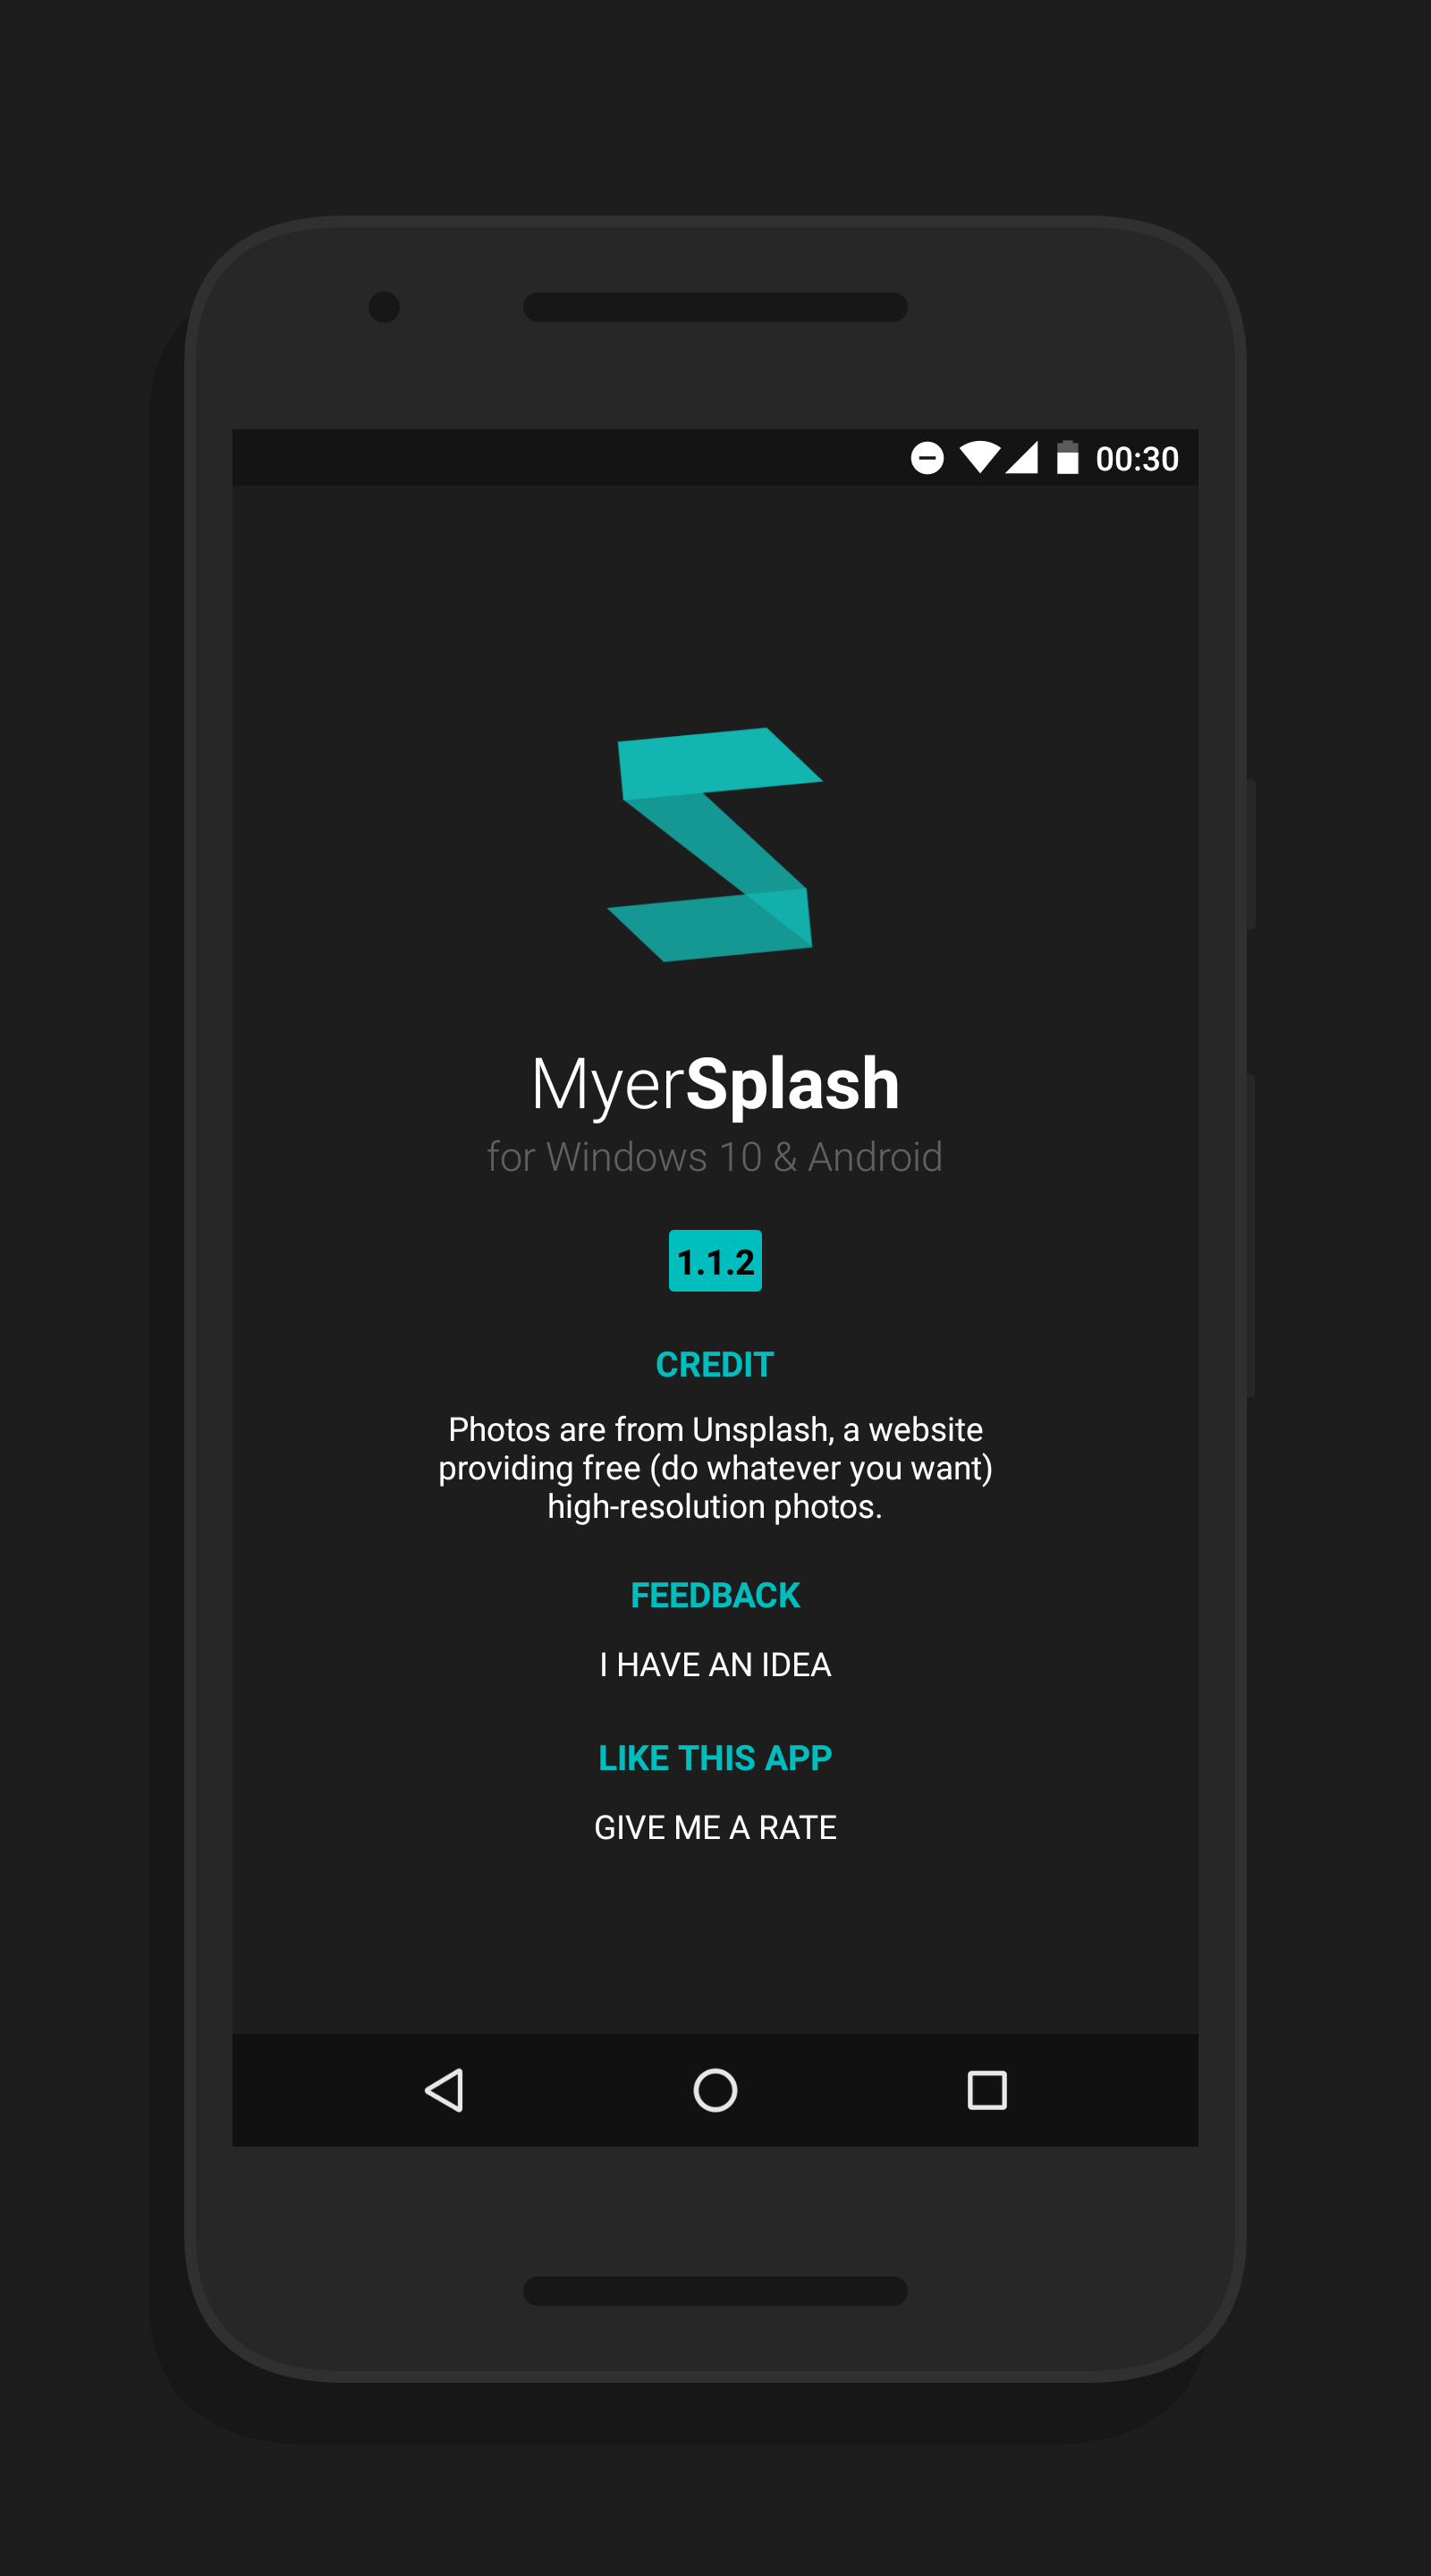 00:30
MyerSplash
for Windows 10 & Android
1.1.2
CREDIT
Photos are from Unsplash, a website
providing free (do whatever you want)
high-resolution photos.
FEEDBACK
I HAVE AN IDEA
LIKE THIS APP
GIVE ME A RATE